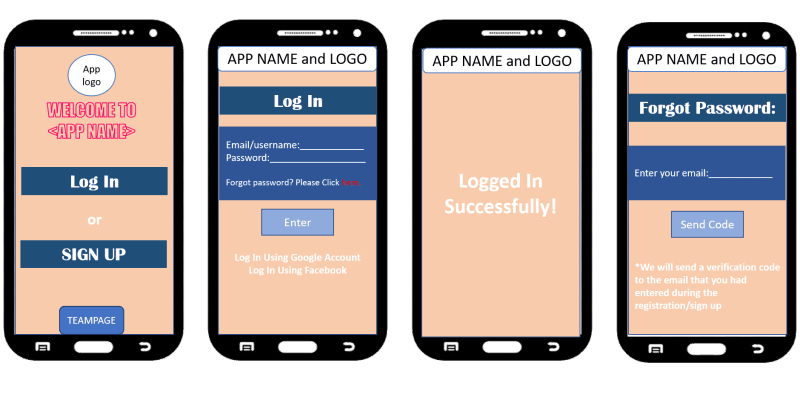 App
logo
WELCOME TO
<APP NAME>
Log In
or
SIGN UP
TEAMPAGE
APP NAME and LOGO
Log In
Email/username:_____________
Password:____________________
Forgot password? Please Click Here
Enter
Log In Using Google Account
Log In Using Facebook
APP NAME and LOGO
Logged In
Successfully!
APP NAME and LOGO
Forgot Password:
Enter your email:_____________
Send Code
*We will send a verification code
to the email that you had
entered during the
registration/sign up